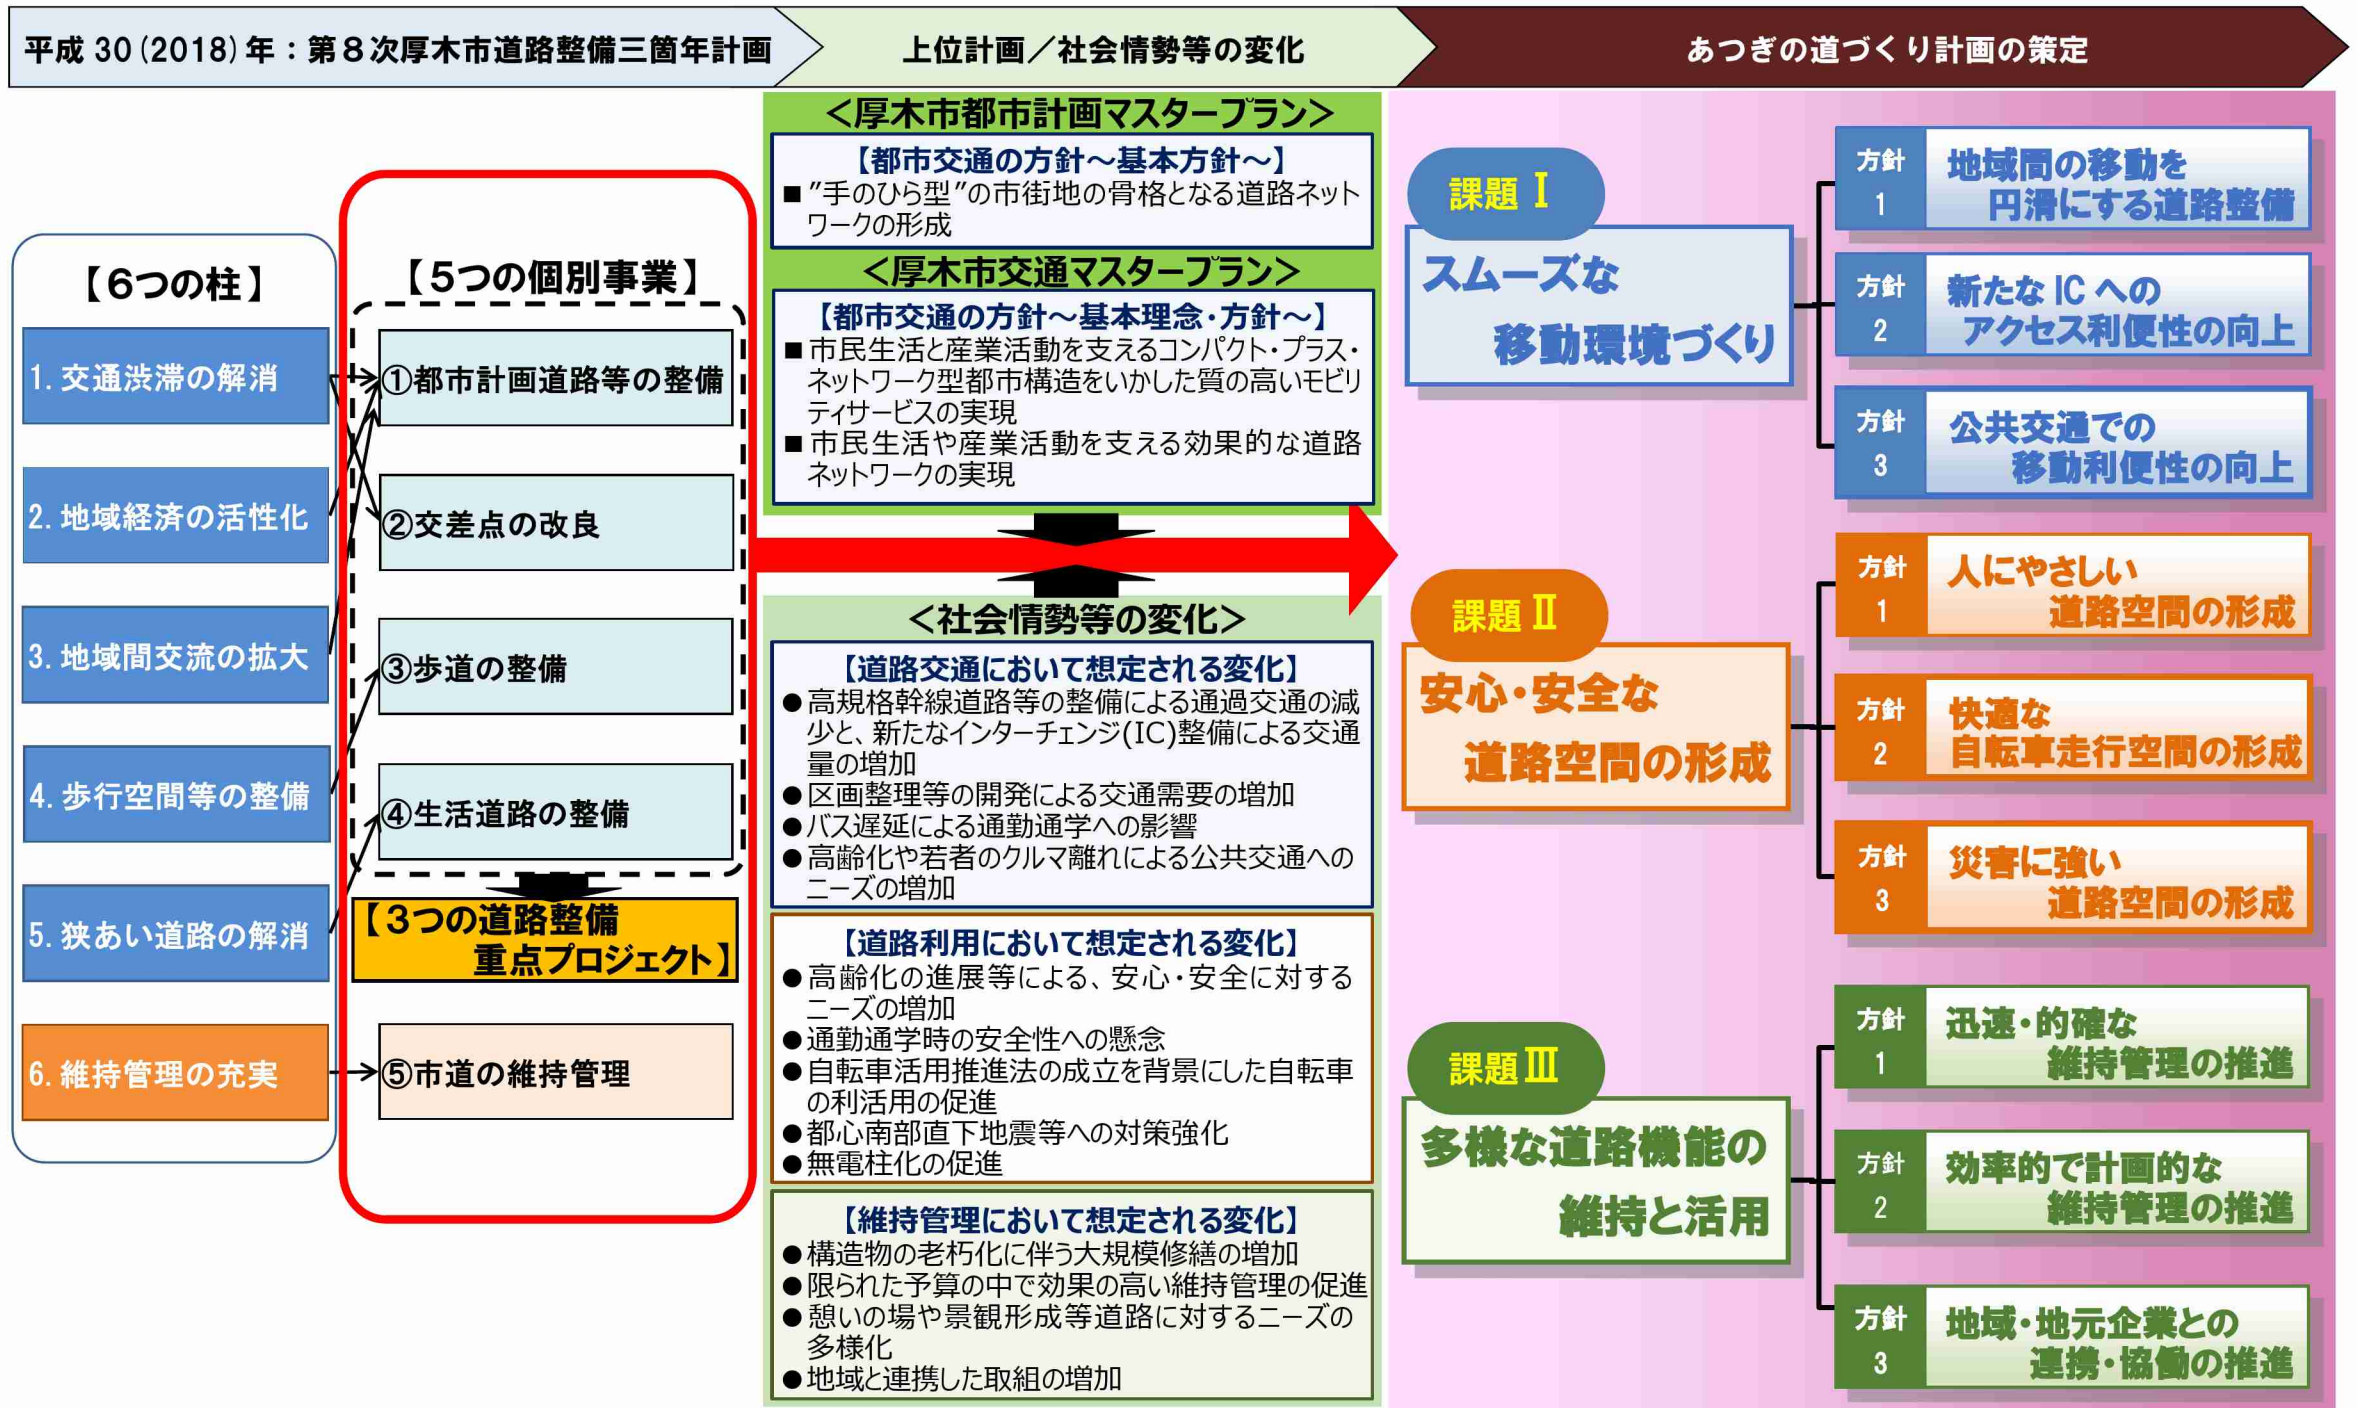 平成 30(2018)年：第８次厚木市道路整備三箇年計画
上位計画／社会情勢等の変化
あつぎの道づくり計画の策定
【6つの柱】
1.交通渋滞の解消
2.地域経済の活性化
3.地域間交流の拡大
4.歩行空間等の整備
5.狭あい道路の解消
6.維持管理の充実
【5つの個別事業】
①都市計画道路等の整備
②交差点の改良
③歩道の整備
④生活道路の整備
【3つの道路整備
重点プロジェクト】
⑤市道の維持管理
＜厚木市都市計画マスタープラン＞
【都市交通の方針～基本方針～】
■″手のひら型″の市街地の骨格となる道路ネット
ワークの形成
＜厚木市交通マスタープラン＞
【都市交通の方針～基本理念・方針～】
■市民生活と産業活動を支えるコンパクト・プラス・
ネットワーク型都市構造をいかした質の高いモビリ
ティサービスの実現
■市民生活や産業活動を支える効果的な道路
ネットワークの実現
＜社会情勢等の変化＞
【道路交通において想定される変化】
●高規格幹線道路等の整備による通過交通の減
少と、新たなインターチェンジ(IC)整備による交通
量の増加
●区画整理等の開発による交通需要の増加
●バス遅延による通勤通学への影響
●高齢化や若者のクルマ離れによる公共交通への
ニーズの増加
【道路利用において想定される変化】
●高齢化の進展等による、安心・安全に対する
ニーズの増加
●通勤通学時の安全性への懸念
●自転車活用推進法の成立を背景にした自転車
の利活用の促進
●都心南部直下地震等への対策強化
●無電柱化の促進
【維持管理において想定される変化】
●構造物の老朽化に伴う大規模修繕の増加
●限られた予算の中で効果の高い維持管理の促進
●憩いの場や景観形成等道路に対するニーズの
多様化
●地域と連携した取組の増加
課題Ⅰ
スムーズな
移動環境づくり
方針
1
地域間の移動を
円滑にする道路整備
方針
2
新たな IC への
アクセス利便性の向上
方針
3
公共交通での
移動利便性の向上
課題Ⅱ
安心・安全な
道路空間の形成
方針
1
人にやさしい
道路空間の形成
方針
2
快適な
自転車走行空間の形成
方針
3
災害に強い
道路空間の形成
課題Ⅲ
多様な道路機能の
維持と活用
方針
1
迅速・的確な
維持管理の推進
方針
2
効率的で計画的な
維持管理の推進
方針
3
地域・地元企業との
連携・協働の推進